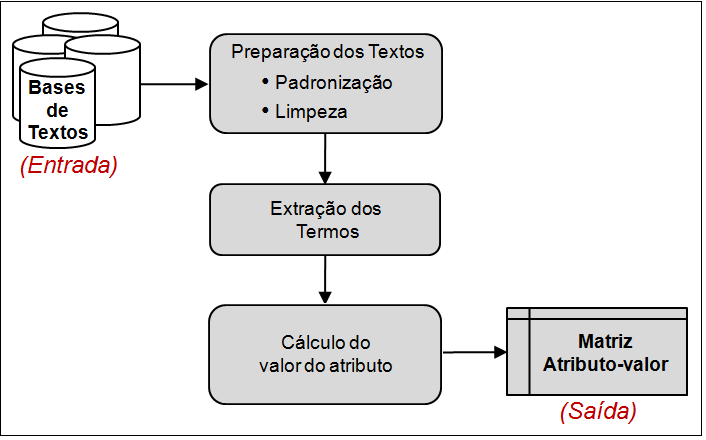 Bases
de
Textos
(Entrada)
Preparação dos Textos
• Padronização
• Limpeza
Extração dos
Termos
Cálculo do
valor do atributo
Matriz
Atributo-valor
(Saída)